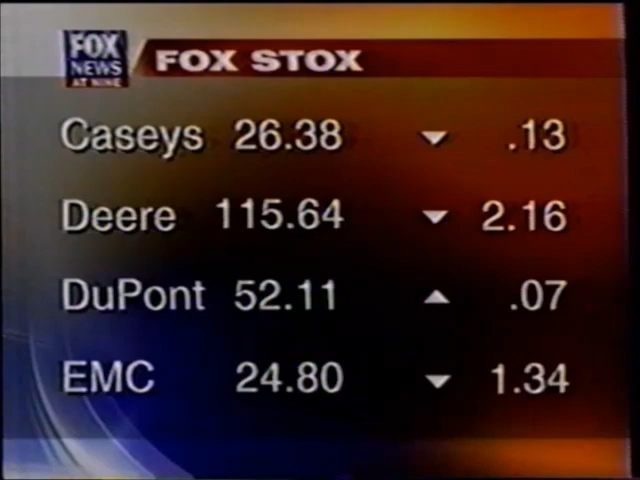 FOX
NEWS
AT NINE
FOX STOX
Caseys 26.38 ▼ .13
Deere 115.64 ▼ 2.16
DuPont 52.11 ▲ .07
EMC 24.80 ▼ 1.34